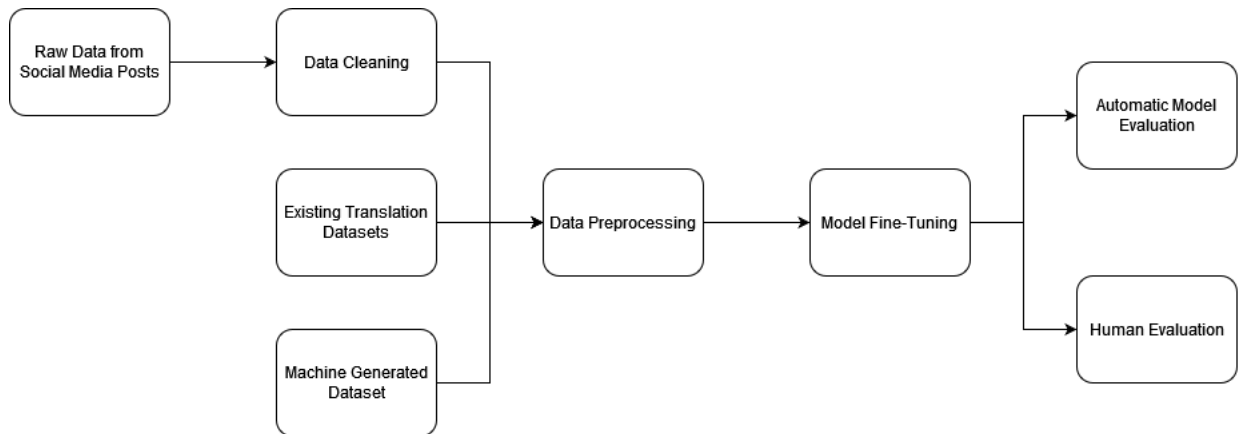 Raw Data from
Social Media Posts
Data Cleaning
Existing Translation
Datasets
Machine Generated
Dataset
Data Preprocessing
Model Fine-Tuning
Automatic Model
Evaluation
Human Evaluation